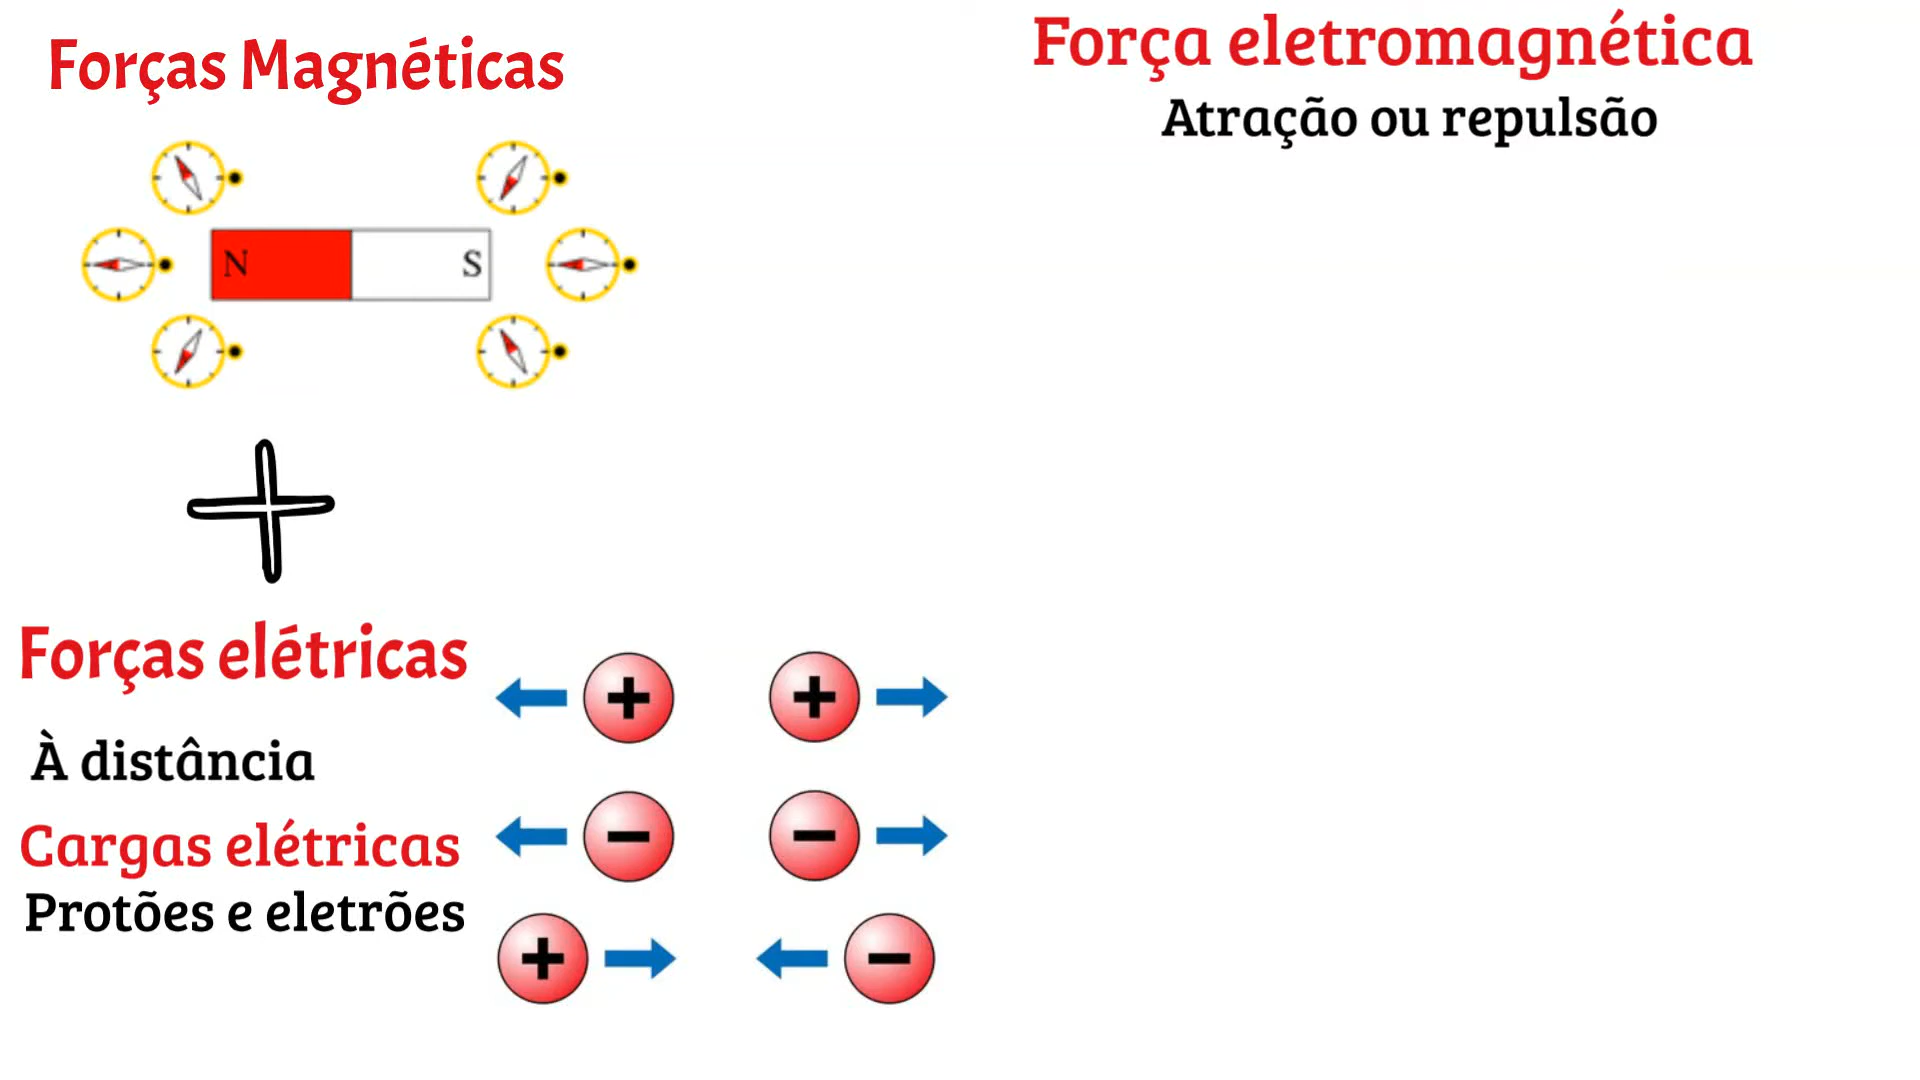 Forças Magnéticas
N S
Forças elétricas
À distância
Cargas elétricas
Protões e eletrões
+ +
− −
+ −
Força eletromagnética
Atração ou repulsão